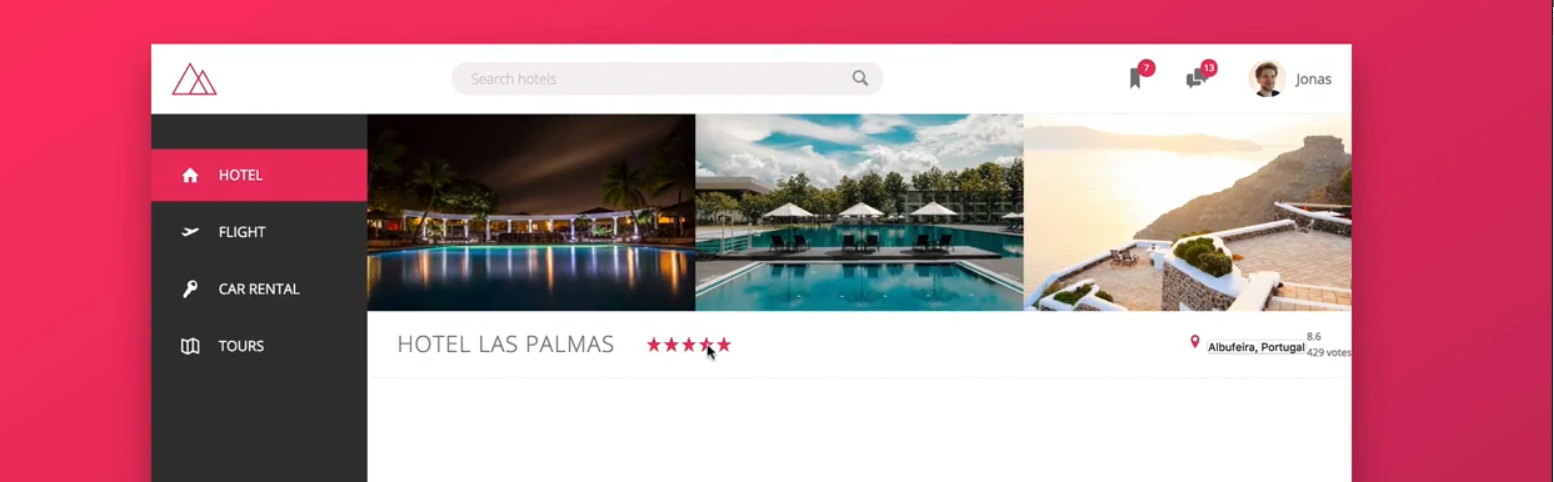 Search hotels
7
13
Jonas
HOTEL
FLIGHT
CAR RENTAL
TOURS
HOTEL LAS PALMAS
Albufeira, Portugal
8.6
429 votes